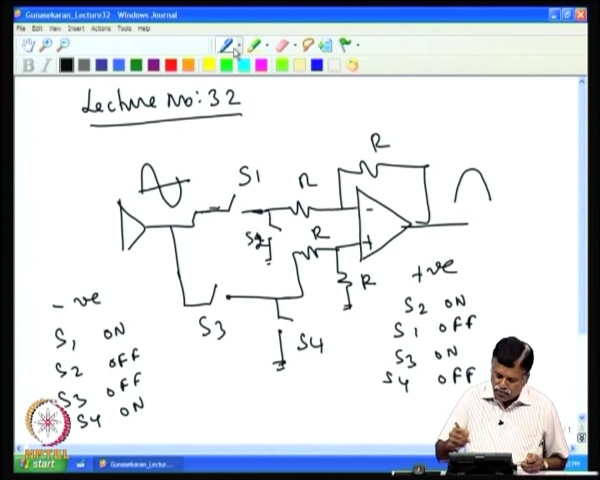 Gunasekaran_Lecture32 - Windows Journal
File Edit View Insert Actions Tools Help
B I
Lecture No: 32
R
S1
R
-
S2
R
+
R
S3
S4
- ve
S1 ON
S2 OFF
S3 OFF
S4 ON
+ve
S2 ON
S1 OFF
S3 ON
S4 OFF
NPTEL
start
Gunasekaran_Lectur...